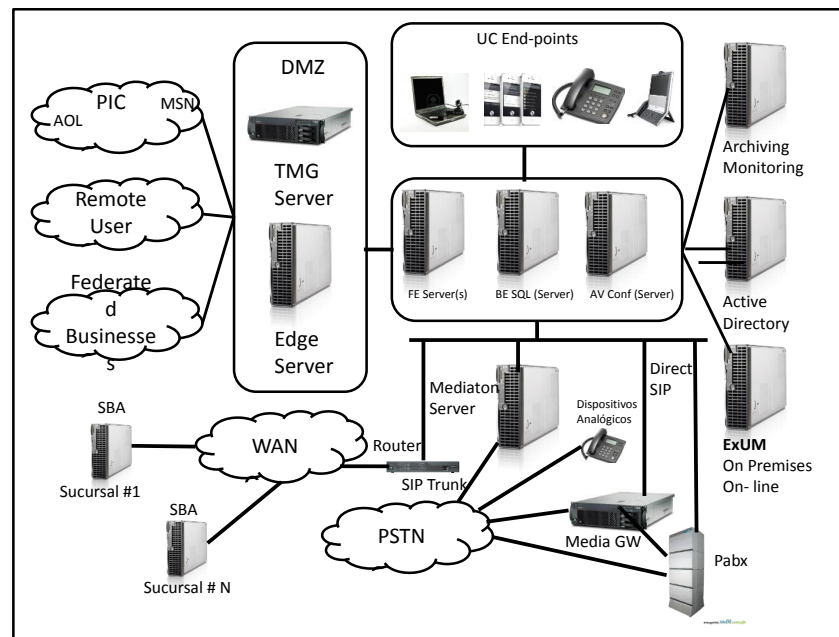 UC End-points
DMZ
PIC
MSN
AOL
TMG
Server
Archiving
Monitoring
Remote
User
FE Server(s)
BE SQL (Server)
AV Conf (Server)
Federate
d
Businesse
s
Edge
Server
Active
Directory
Mediaton
Server
Direct
SIP
Dispositivos
Analógicos
SBA
WAN
Router
SIP Trunk
ExUM
On Premises
On- line
Sucursal #1
SBA
PSTN
Media GW
Pabx
Sucursal # N